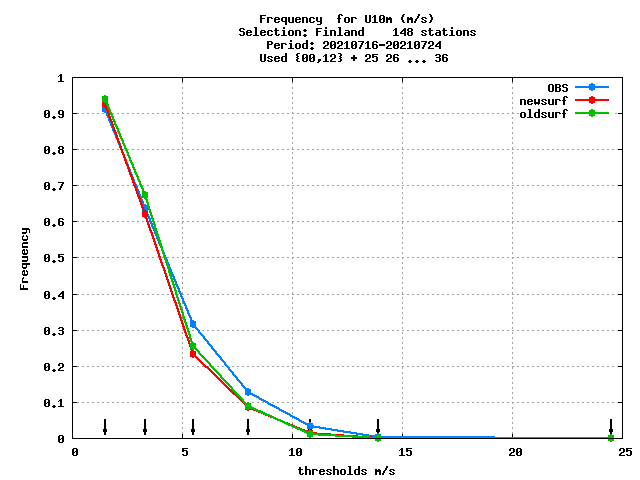 Frequency  for U10m (m/s)
Selection: Finland    148 stations
Period: 20210716-20210724
Used {00,12} + 25 26 ... 36
OBS
newsurf
oldsurf
1
0.9
0.8
0.7
0.6
0.5
0.4
0.3
0.2
0.1
0
Frequency
0 5 10 15 20 25
thresholds m/s